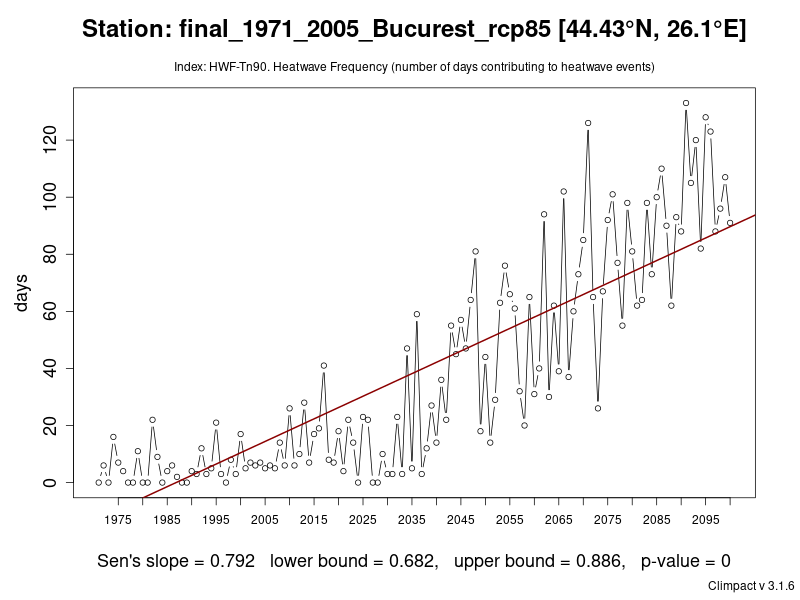 Station: final_1971_2005_Bucurest_rcp85 [44.43°N, 26.1°E]
Index: HWF-Tn90. Heatwave Frequency (number of days contributing to heatwave events)
days
120
100
80
60
40
20
0
1975 1985 1995 2005 2015 2025 2035 2045 2055 2065 2075 2085 2095
Sen's slope = 0.792 lower bound = 0.682, upper bound = 0.886, p-value = 0
Climpact v 3.1.6